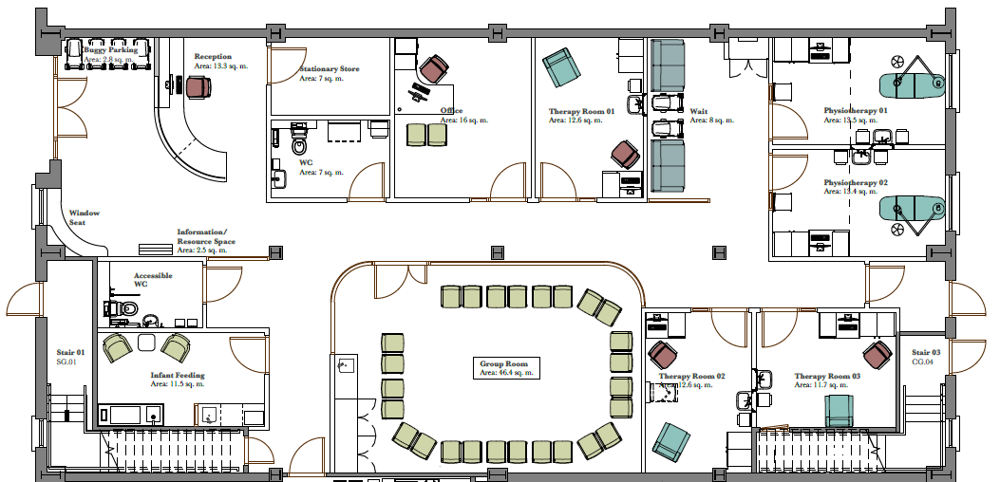 Buggy Parking
Area: 2.8 sq. m.
Reception
Area: 13.3 sq. m.
Stationary Store
Area: 7 sq. m.
Office
Area: 16 sq. m.
Therapy Room 01
Area: 12.6 sq. m.
Wait
Area: 8 sq. m.
Physiotherapy 01
Area: 13.5 sq. m.
WC
Area: 7 sq. m.
Physiotherapy 02
Area: 13.4 sq. m.
Window
Seat
Information/
Resource Space
Area: 2.5 sq. m.
Accessible
WC
Stair 01
SG.01
Infant Feeding
Area: 11.5 sq. m.
Group Room
Area: 46.4 sq. m.
Therapy Room 02
Area: 12.6 sq. m.
Therapy Room 03
Area: 11.7 sq. m.
Stair 03
CG.04